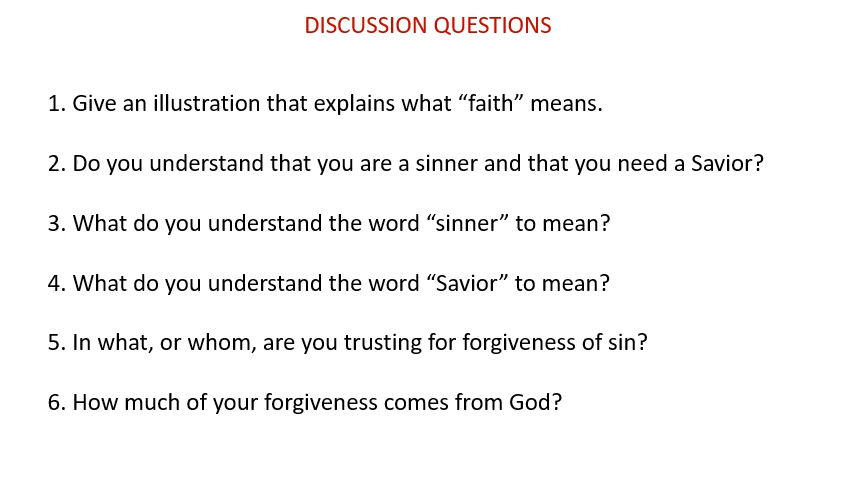 DISCUSSION QUESTIONS
1. Give an illustration that explains what “faith” means.
2. Do you understand that you are a sinner and that you need a Savior?
3. What do you understand the word “sinner” to mean?
4. What do you understand the word “Savior” to mean?
5. In what, or whom, are you trusting for forgiveness of sin?
6. How much of your forgiveness comes from God?